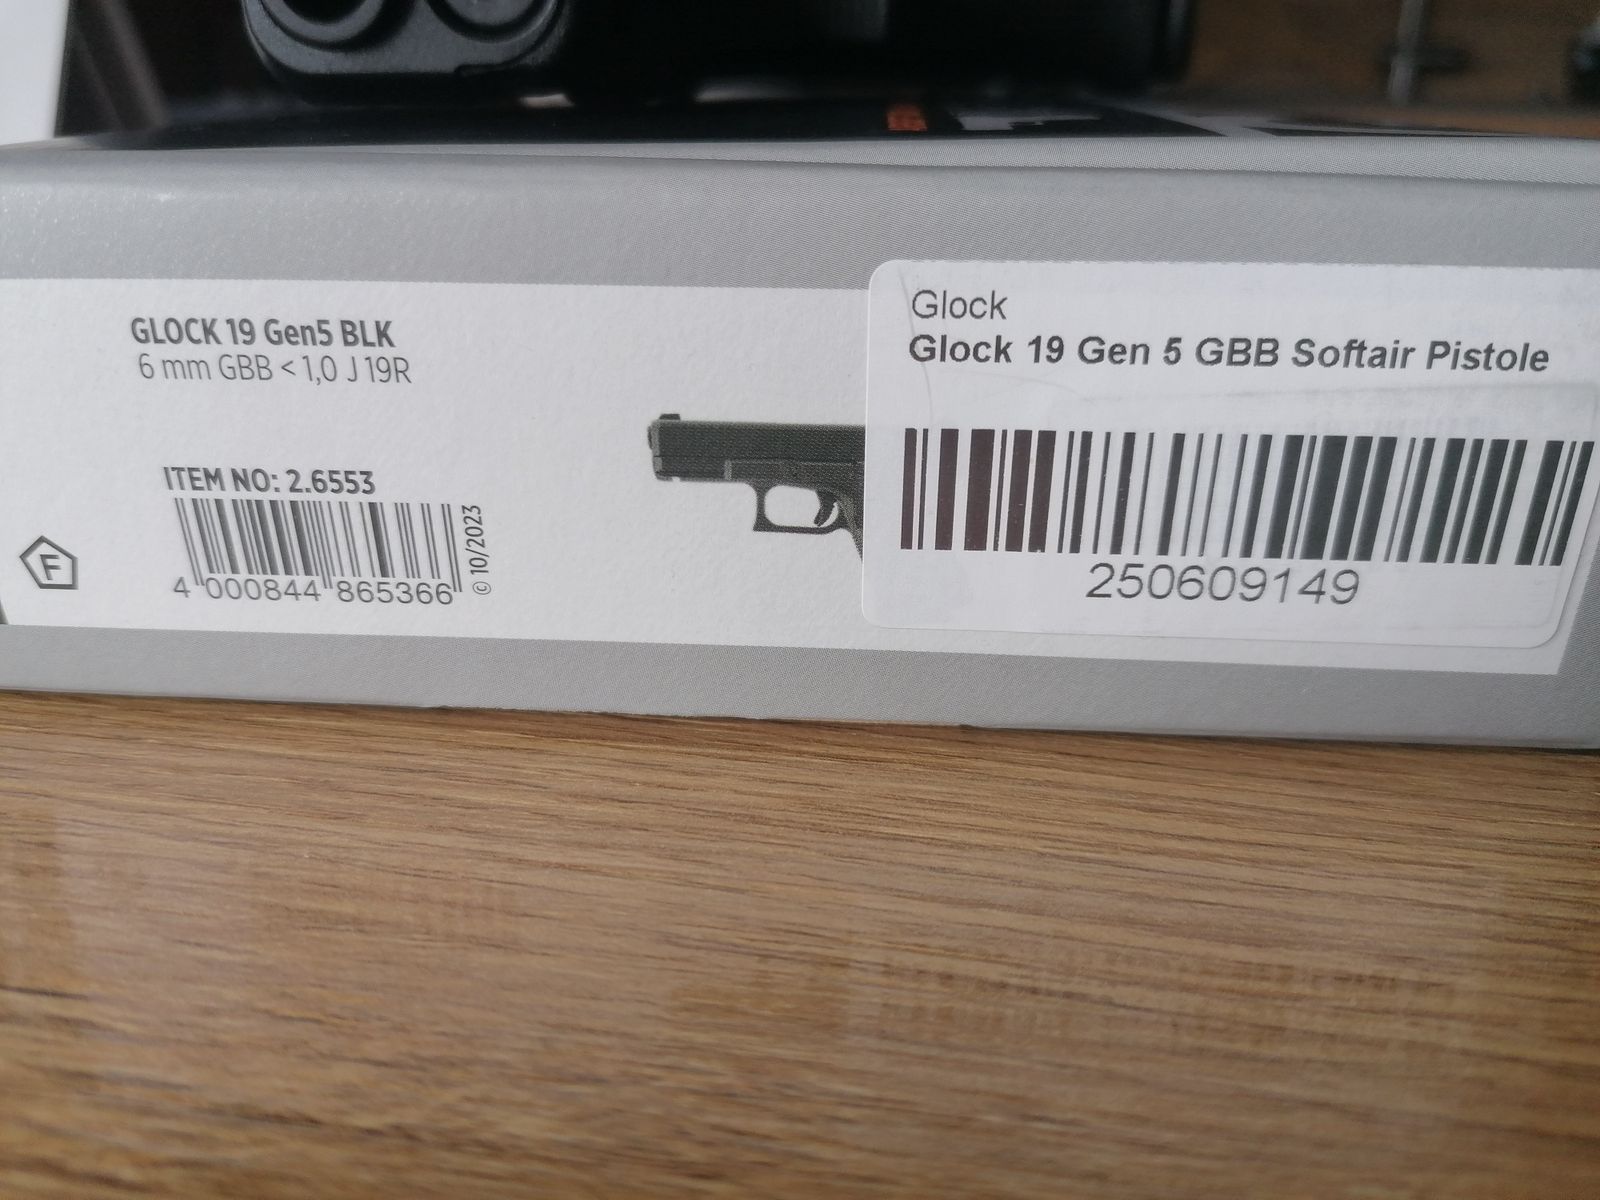 GLOCK 19 Gen5 BLK
6 mm GBB < 1,0 J 19R
ITEM NO: 2.6553
© 10/2023
4 000844 865366
F
Glock
Glock 19 Gen 5 GBB Softair Pistole
250609149